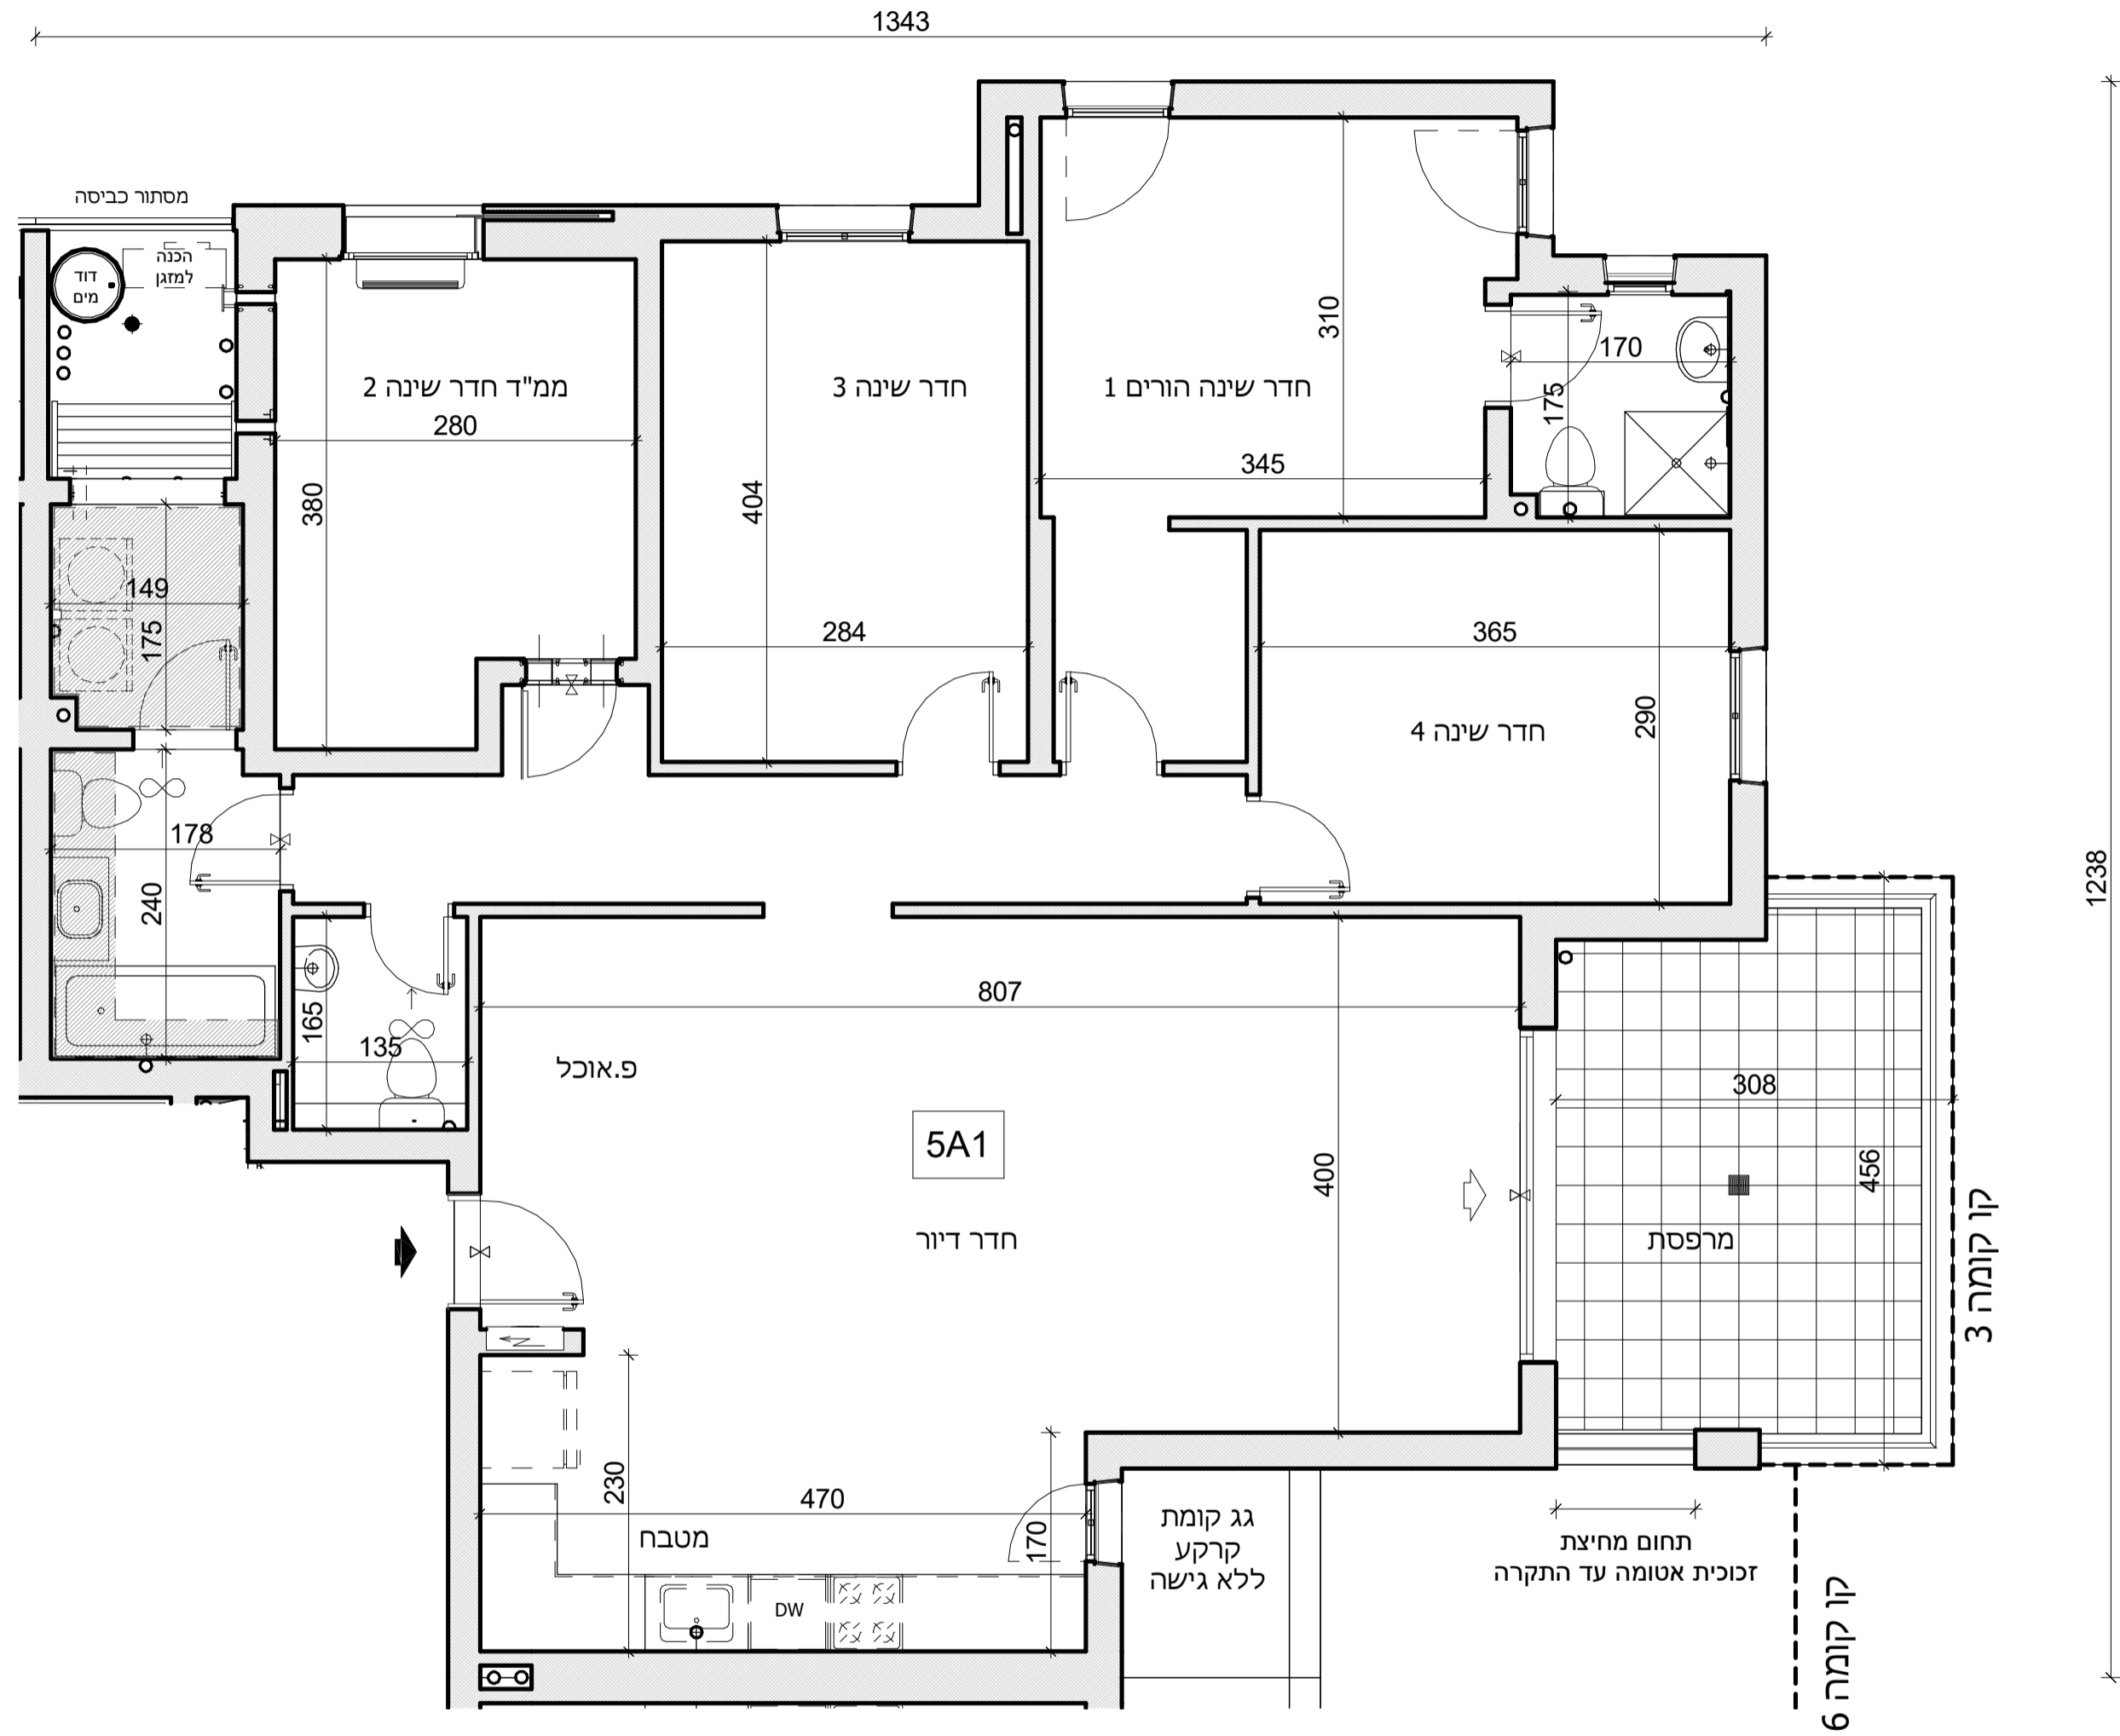 1343
מסתור כביסה
הכנה
למזגן
דוד
מים
310
170
175
ממ"ד חדר שינה 2
חדר שינה 3
חדר שינה הורים 1
280
345
380
404
149
175
284
365
290
חדר שינה 4
178
240
1238
165
135
807
פ.אוכל
308
5A1
400
456
חדר דיור
מרפסת
קו קומה 3
230
470
170
מטבח
DW
גג קומת
קרקע
ללא גישה
תחום מחיצת
זכוכית אטומה עד התקרה
קו קומה 6